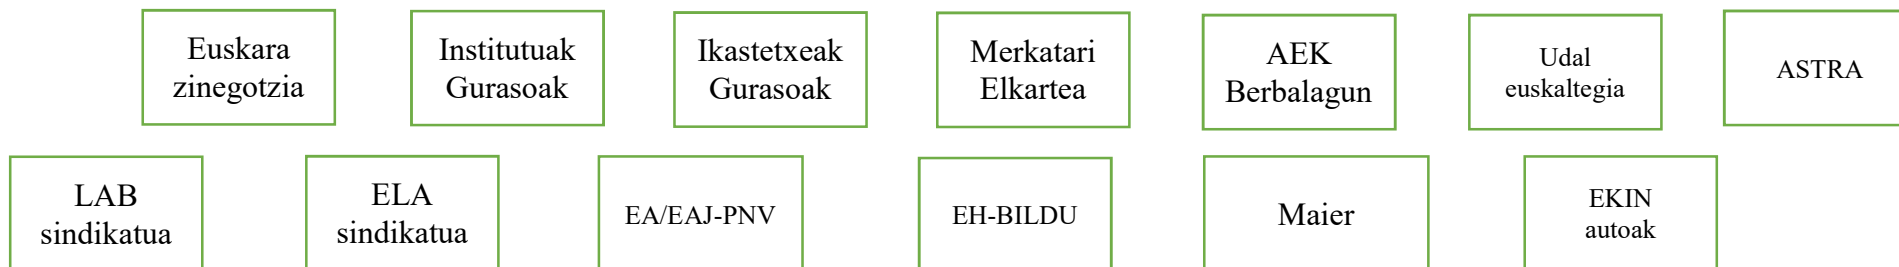 Euskara
zinegotzia
Institutuak
Gurasoak
Ikastetxeak
Gurasoak
Merkatari
Elkartea
AEK
Berbalagun
Udal
euskaltegia
ASTRA
LAB
sindikatua
ELA
sindikatua
EA/EAJ-PNV
EH-BILDU
Maier
EKIN
autoak